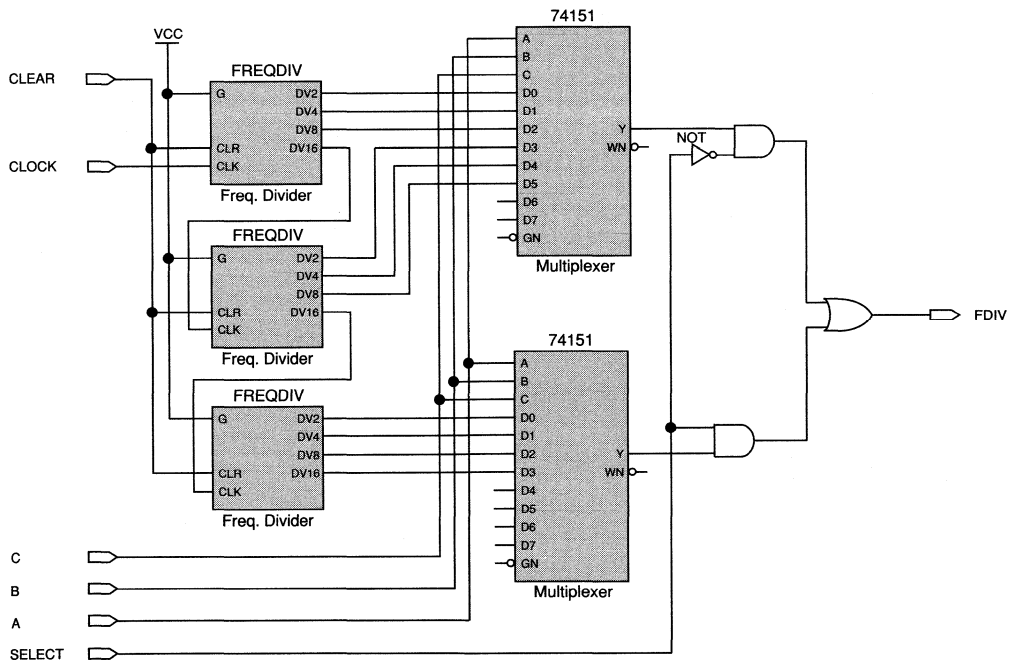 74151
VCC
CLEAR
CLOCK
FREQDIV
G DV2
DV4
DV8
CLR DV16
CLK
Freq. Divider
A
B
C
D0
D1
D2 Y
D3 WN
D4
D5
D6
D7
GN
Multiplexer
NOT
FREQDIV
G DV2
DV4
DV8
CLR DV16
CLK
Freq. Divider
FDIV
74151
A
B
C
D0
D1
D2 Y
D3 WN
D4
D5
D6
D7
GN
Multiplexer
FREQDIV
G DV2
DV4
DV8
CLR DV16
CLK
Freq. Divider
C
B
A
SELECT